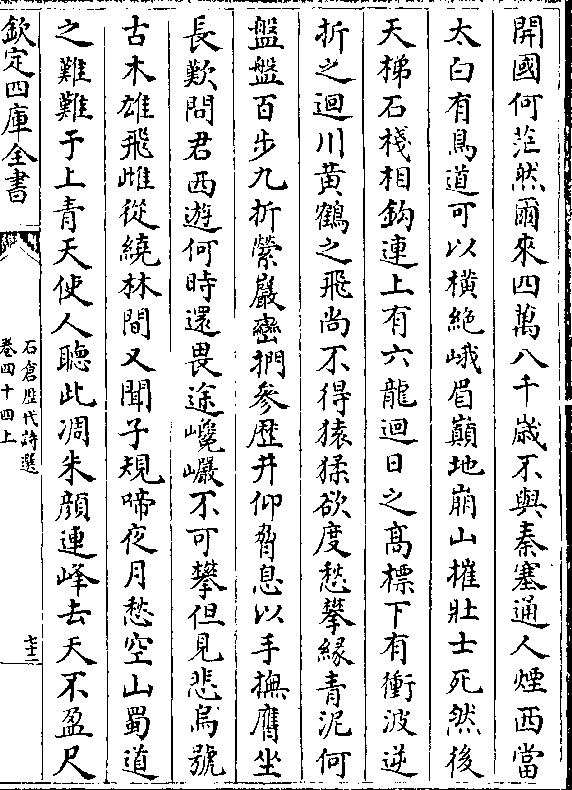 開國何茫然爾來四萬八千歲不與秦塞通人煙西當
太白有鳥道可以橫絶峨眉巔地崩山摧壯士死然後
天梯石棧相鈎連上有六龍迴日之髙標下有衝波逆
折之迴川黄鶴之飛尚不得猿猱欲度愁攀縁青泥何
盤盤百步九折縈巖巒捫參歴井仰脅息以手撫膺坐
長歎問君西遊何時還畏途巉巖不可攀但見悲鳥號
古木雄飛雌從繞林間又聞子規啼夜月愁空山蜀道
之難難于上青天使人聽此凋朱顔連峰去天不盈尺
欽定四庫全書
石倉歴代詩選
卷四十四上